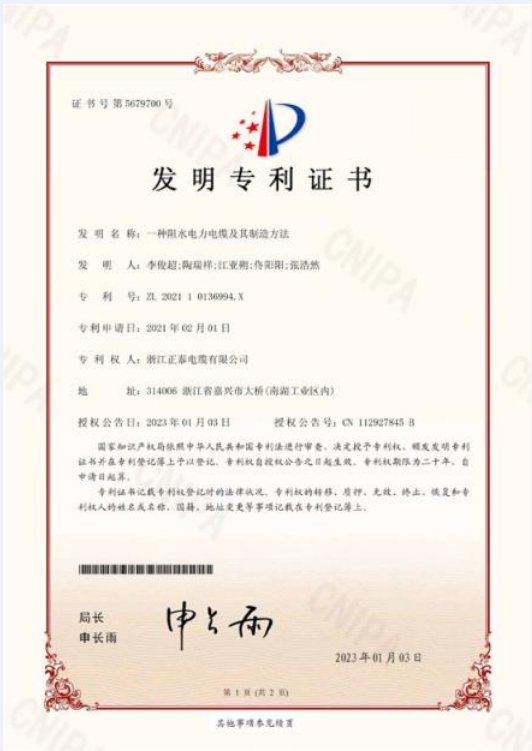 证书号第5679700号
发明专利证书
发 明 名 称：一种阻水电力电缆及其制造方法
发 明 人：李俊超;陶瑞祥;江亚朔;佟阳阳;张浩然
专 利 号：ZL 2021 1 0136994.X
专利申请日：2021年02月01日
专 利 权 人：浙江正泰电缆有限公司
地 址：314006 浙江省嘉兴市大桥(南湖工业区内)
授权公告日：2023年01月03日 授权公告号：CN 112927845 B
国家知识产权局依照中华人民共和国专利法进行审查，决定授予专利权，颁发发明专利
证书并在专利登记簿上予以登记。专利权自授权公告之日起生效。专利权期限为二十年，自
申请日起算。
专利证书记载专利权登记时的法律状况。专利权的转移、质押、无效、终止、恢复和专
利权人的姓名或名称、国籍、地址变更等事项记载在专利登记簿上。
局长
申长雨
申长雨
2023年01月03日
第 1 页 (共 2 页)
其他事项参见续页
CNIPA
CNIPA
CNIPA
CNIPA